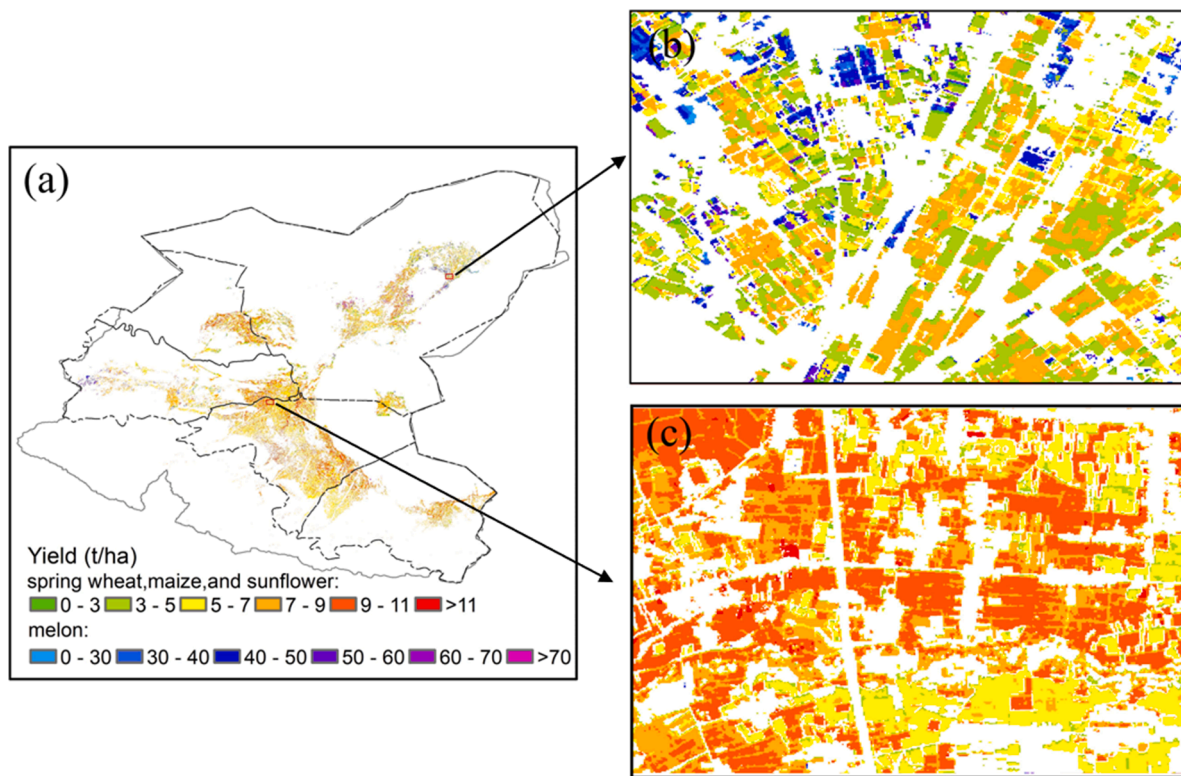 (a)
(b)
(c)
Yield (t/ha)
spring wheat,maize,and sunflower:
0 - 3 3 - 5 5 - 7 7 - 9 9 - 11 >11
melon:
0 - 30 30 - 40 40 - 50 50 - 60 60 - 70 >70